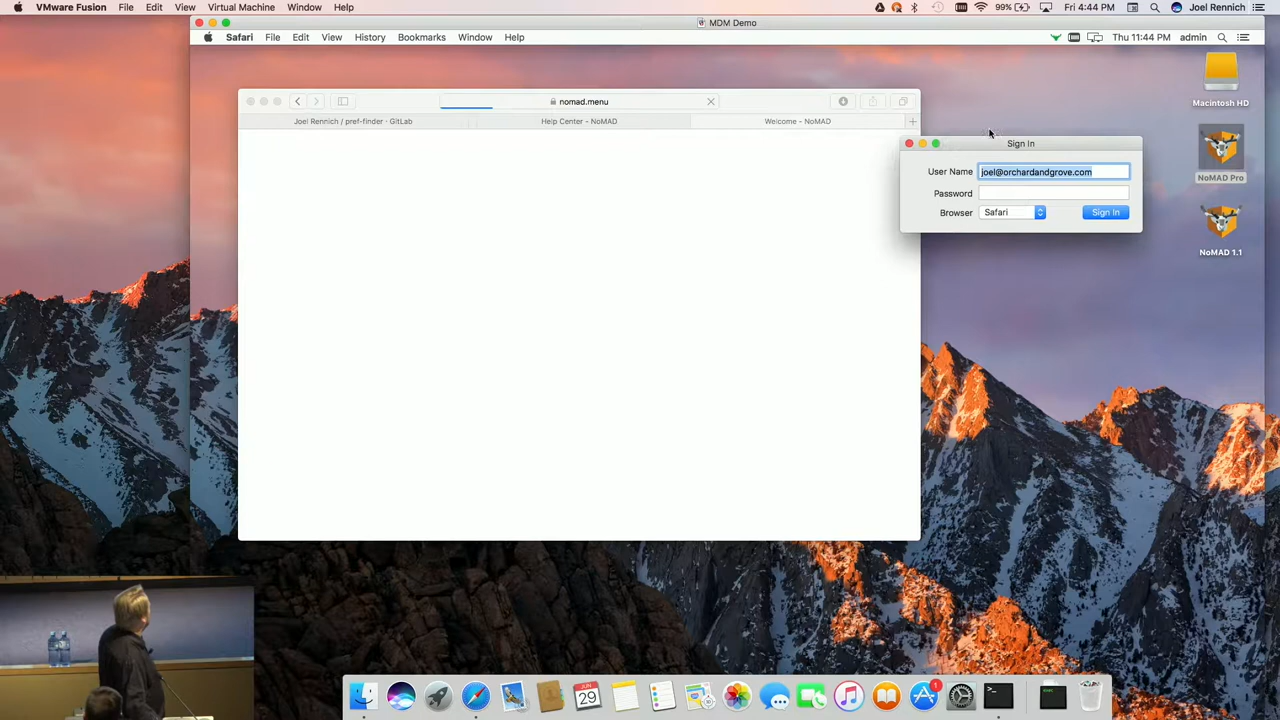 VMware Fusion File Edit View Virtual Machine Window Help 99% Fri 4:44 PM Joel Rennich
MDM Demo
Safari File Edit View History Bookmarks Window Help Thu 11:44 PM admin
nomad.menu
Joel Rennich / pref-finder · GitLab Help Center - NoMAD Welcome - NoMAD
Macintosh HD
Sign In
User Name joel@orchardandgrove.com
NoMAD Pro
Password
Browser Safari Sign In
NoMAD 1.1
JUN
29
1